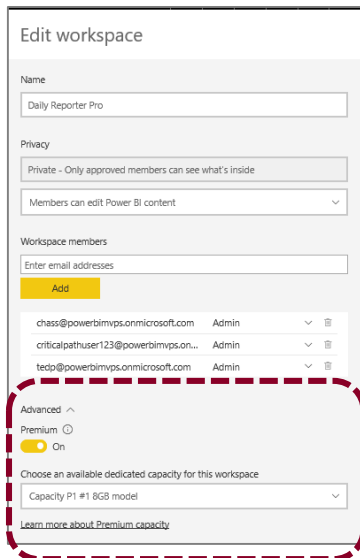 Edit workspace
Name
Daily Reporter Pro
Privacy
Private - Only approved members can see what's inside
Members can edit Power BI content
Workspace members
Enter email addresses
Add
chass@powerbimvps.onmicrosoft.com Admin
criticalpathuser123@powerbimvps.on... Admin
tedp@powerbimvps.onmicrosoft.com Admin
Advanced
Premium
On
Choose an available dedicated capacity for this workspace
Capacity P1 #1 8GB model
Learn more about Premium capacity